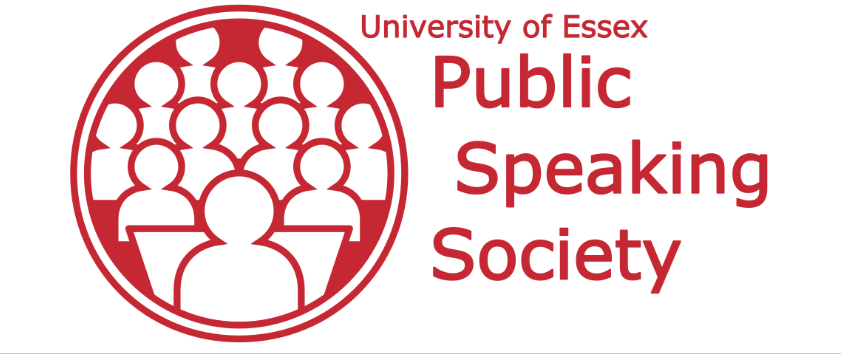 University of Essex
Public
Speaking
Society